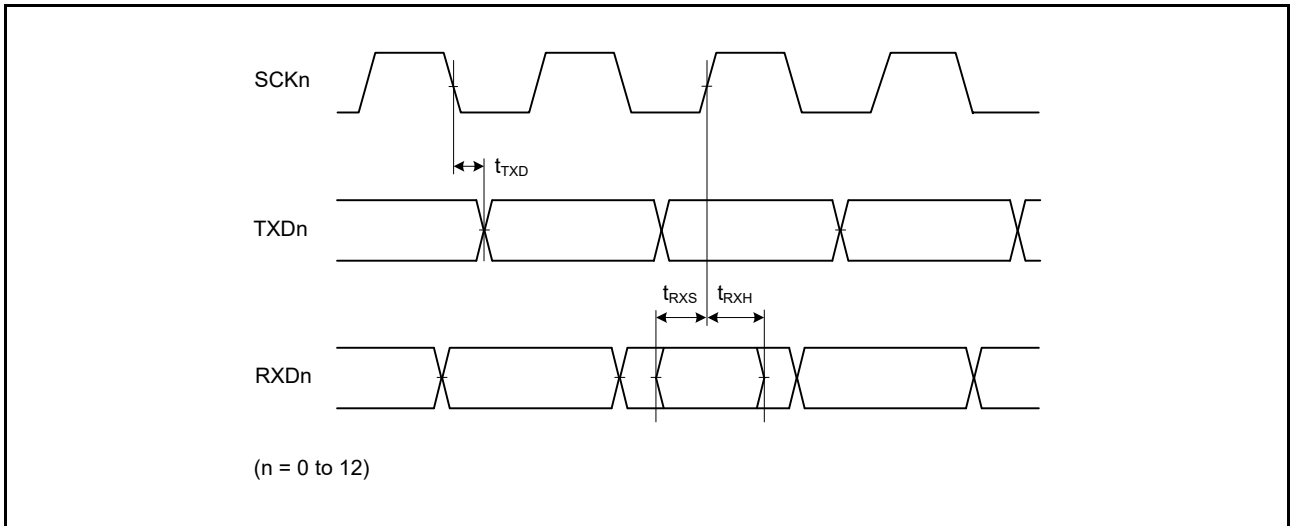 SCKn
tTXD
TXDn
tRXS tRXH
RXDn
(n = 0 to 12)